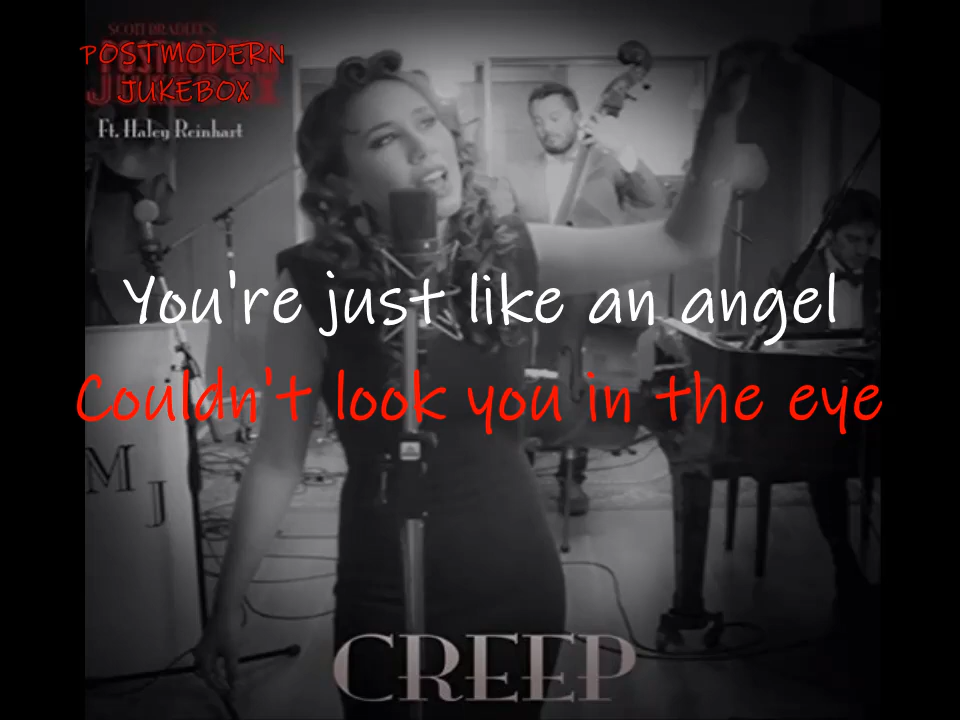 SCOTT BRADLEE'S
POSTMODERN
JUKEBOX
Ft. Haley Reinhart
You're just like an angel
Couldn't look you in the eye
M
J
CREEP